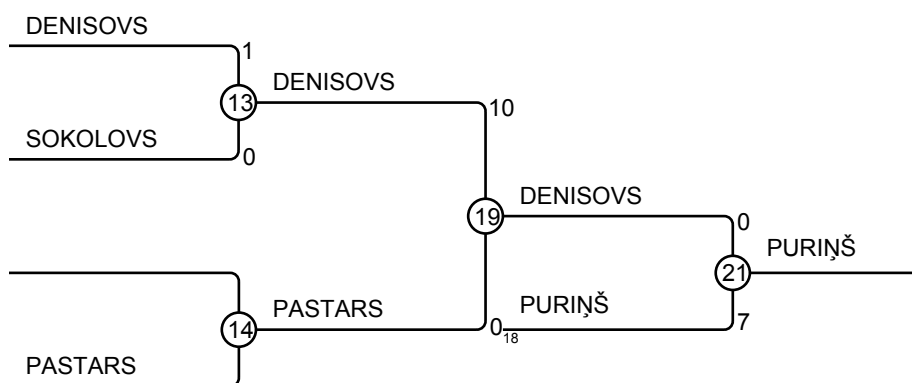 DENISOVS
1
13
DENISOVS
10
SOKOLOVS
0
19
DENISOVS
0
21
PURIŅŠ
14
PASTARS
0
18
PURIŅŠ
7
PASTARS